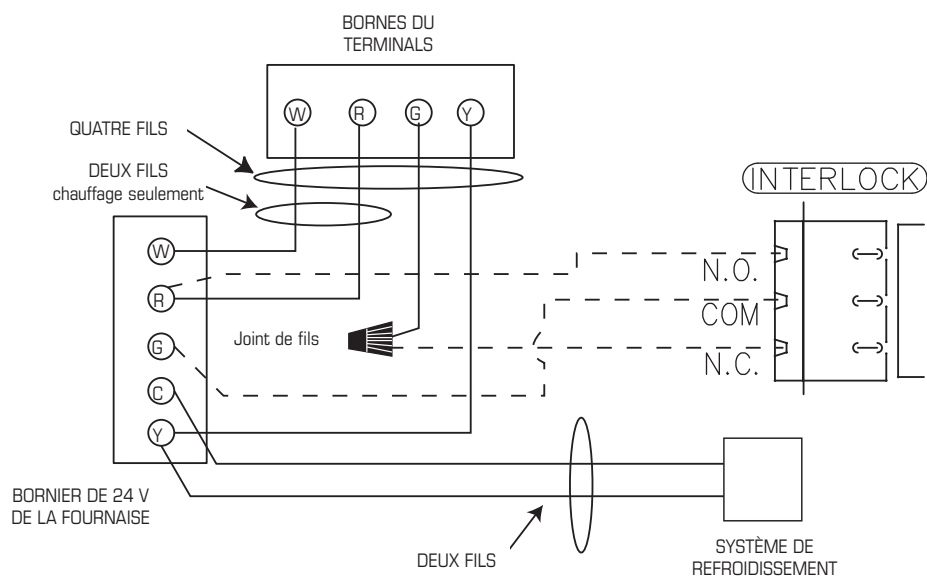 BORNES DU
TERMINALS
W R G Y
QUATRE FILS
DEUX FILS
chauffage seulement
INTERLOCK
W
R
G
C
Y
N.O.
COM
N.C.
Joint de fils
BORNIER DE 24 V
DE LA FOURNAISE
DEUX FILS
SYSTÈME DE
REFROIDISSEMENT